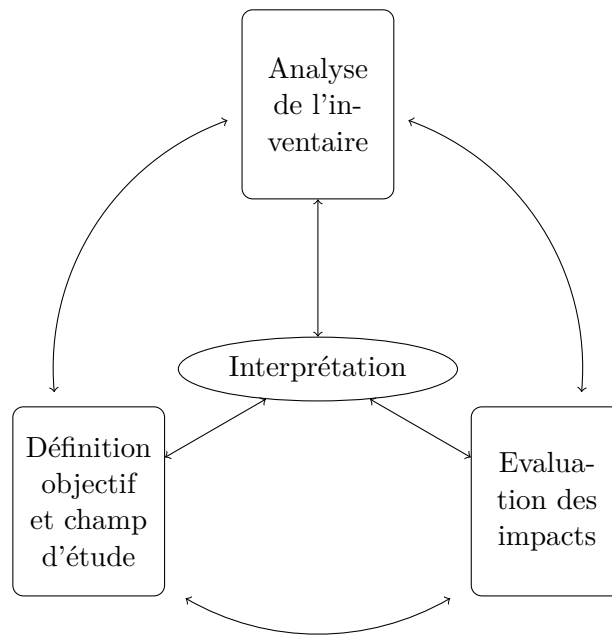 Analyse
de l'in-
ventaire
Interprétation
Définition
objectif
et champ
d'étude
Evalua-
tion des
impacts